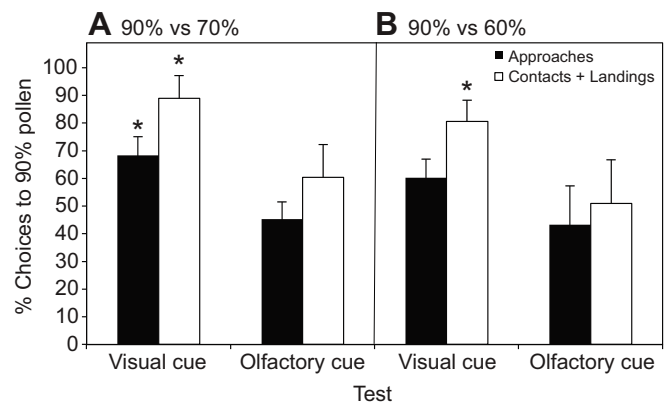 A 90% vs 70%
B 90% vs 60%
Approaches
Contacts + Landings
% Choices to 90% pollen
100
90
80
70
60
50
40
30
20
10
0
* *
*
Visual cue Olfactory cue Visual cue Olfactory cue
Test